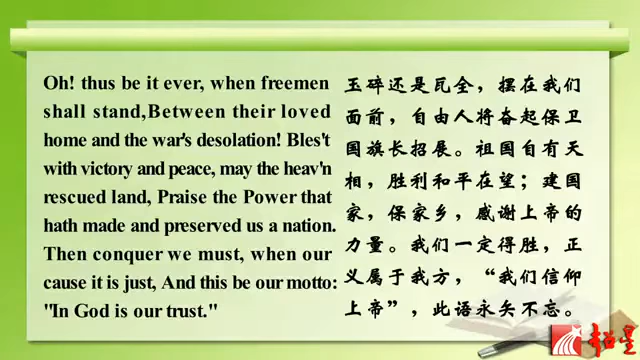 Oh! thus be it ever, when freemen
shall stand,Between their loved
home and the war's desolation! Bles't
with victory and peace, may the heav'n
rescued land, Praise the Power that
hath made and preserved us a nation.
Then conquer we must, when our
cause it is just, And this be our motto:
"In God is our trust."
玉碎还是瓦全，摆在我们
面前，自由人将奋起保卫
国旗长招展。祖国自有天
相，胜利和平在望；建国
家，保家乡，感谢上帝的
力量。我们一定得胜，正
义属于我方，“我们信仰
上帝”，此语永矢不忘。